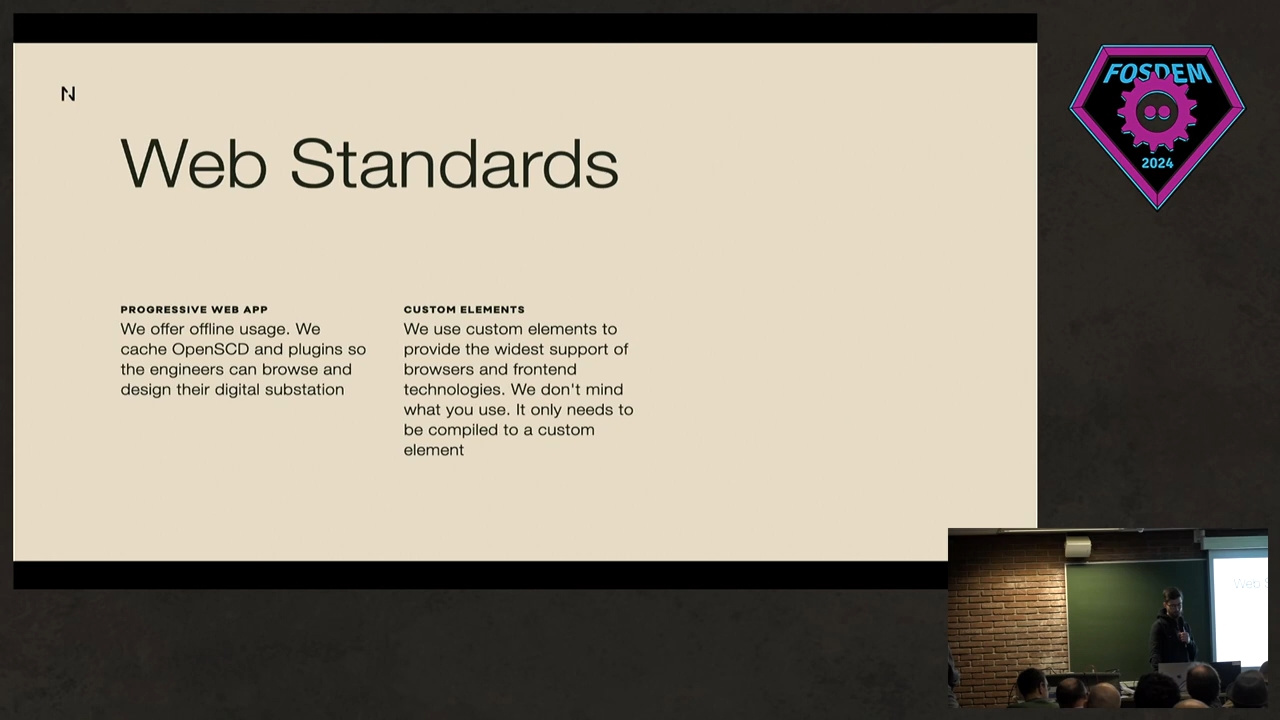 N
Web Standards
PROGRESSIVE WEB APP
We offer offline usage. We
cache OpenSCD and plugins so
the engineers can browse and
design their digital substation
CUSTOM ELEMENTS
We use custom elements to
provide the widest support of
browsers and frontend
technologies. We don't mind
what you use. It only needs to
be compiled to a custom
element
FOSDEM
2024
Web S